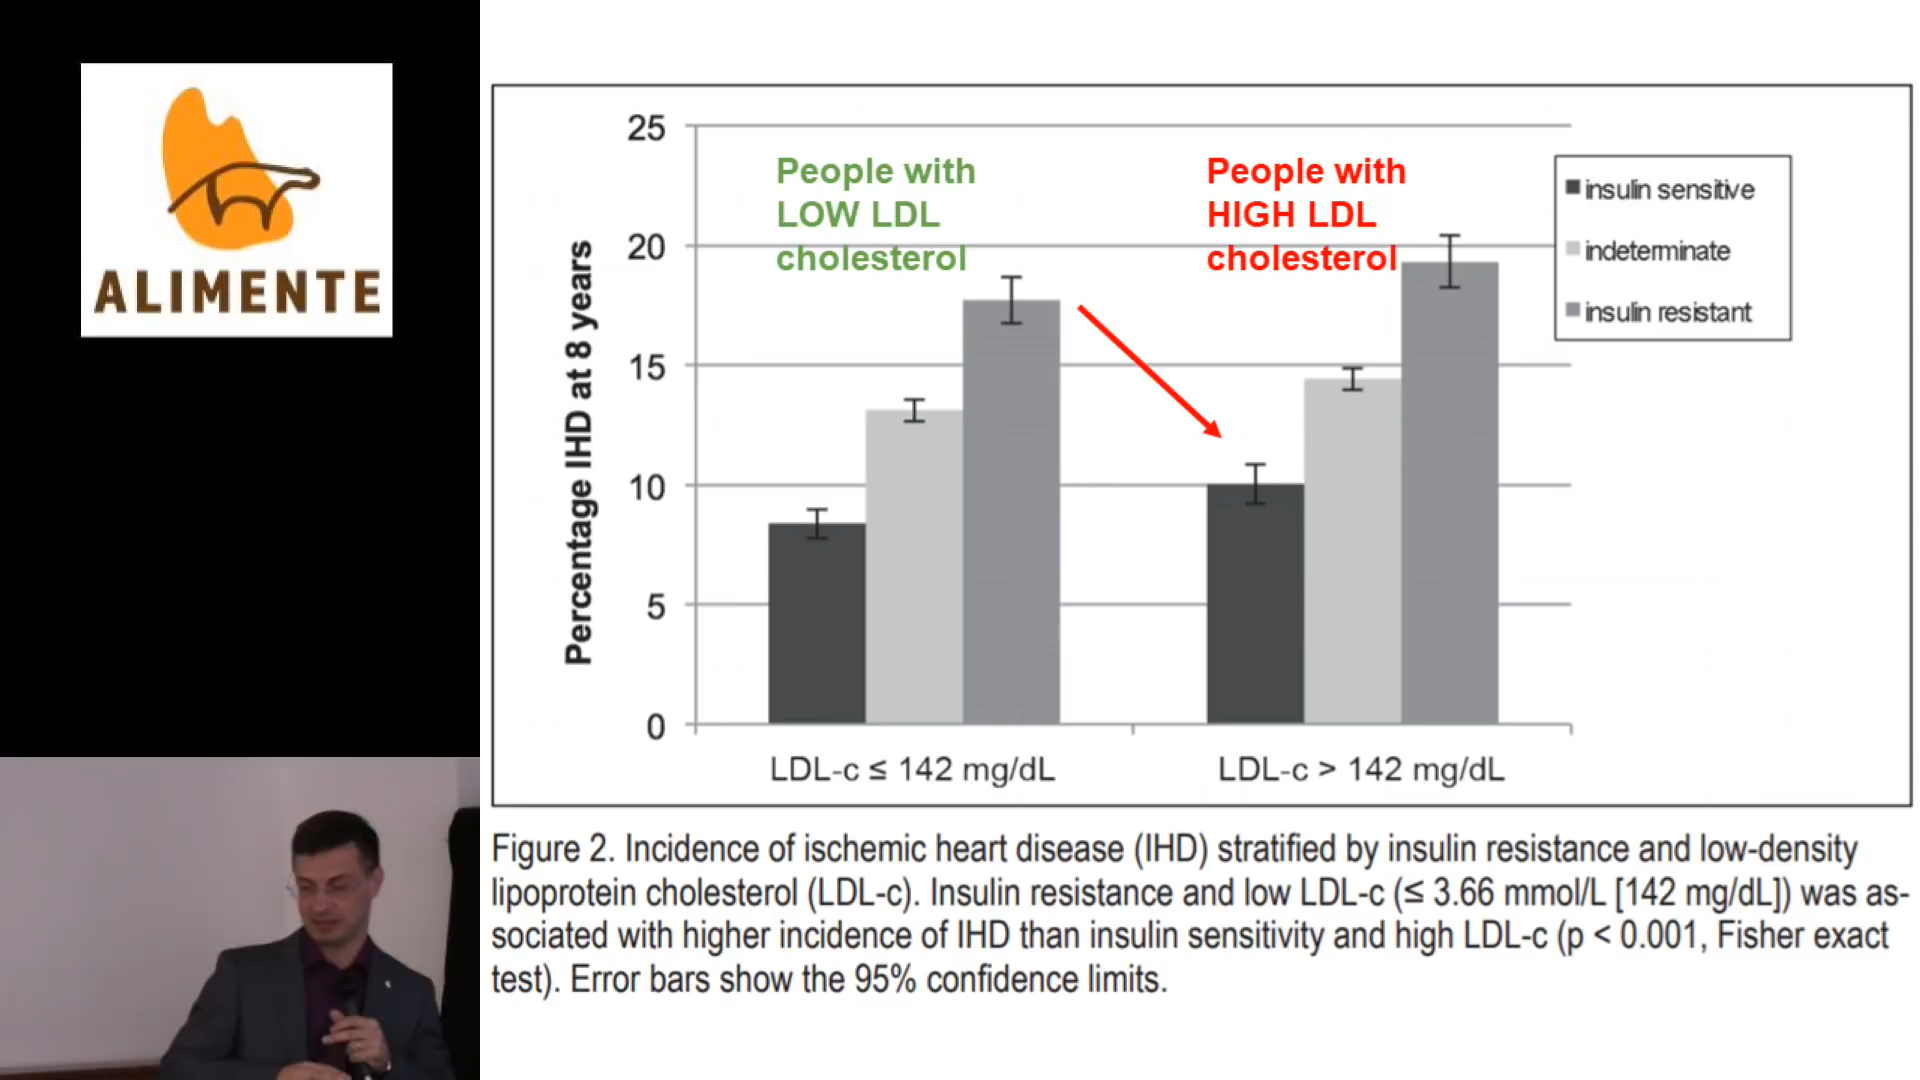 ALIMENTE
25
20
15
10
5
0
Percentage IHD at 8 years
People with
LOW LDL
cholesterol
People with
HIGH LDL
cholesterol
insulin sensitive
indeterminate
insulin resistant
LDL-c ≤ 142 mg/dL
LDL-c > 142 mg/dL
Figure 2. Incidence of ischemic heart disease (IHD) stratified by insulin resistance and low-density
lipoprotein cholesterol (LDL-c). Insulin resistance and low LDL-c (≤ 3.66 mmol/L [142 mg/dL]) was as-
sociated with higher incidence of IHD than insulin sensitivity and high LDL-c (p < 0.001, Fisher exact
test). Error bars show the 95% confidence limits.